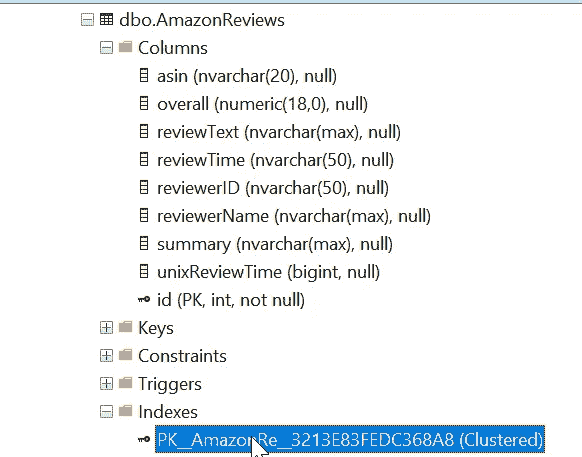 dbo.AmazonReviews
Columns
asin (nvarchar(20), null)
overall (numeric(18,0), null)
reviewText (nvarchar(max), null)
reviewTime (nvarchar(50), null)
reviewerID (nvarchar(50), null)
reviewerName (nvarchar(max), null)
summary (nvarchar(max), null)
unixReviewTime (bigint, null)
id (PK, int, not null)
Keys
Constraints
Triggers
Indexes
PK__AmazonRe__3213E83FEDC368A8 (Clustered)